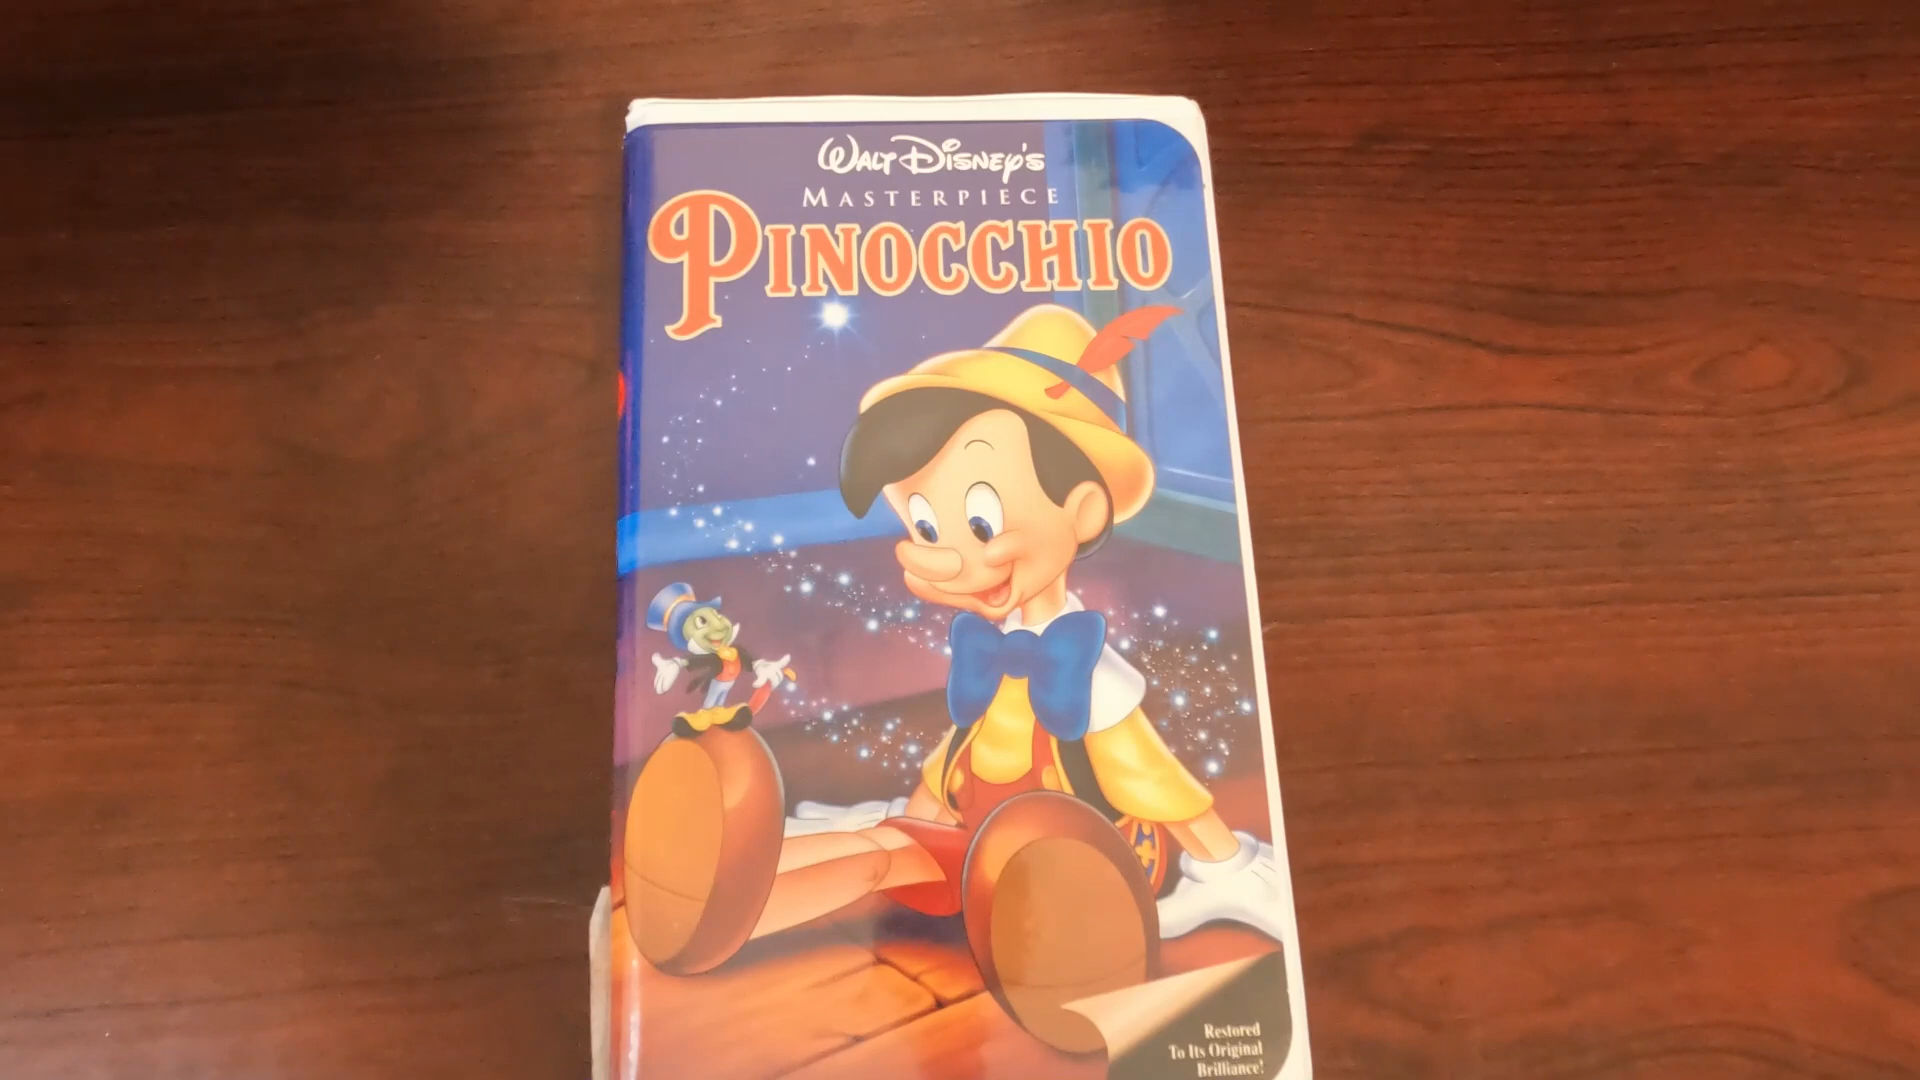 Walt Disney's
Masterpiece
Pinocchio
Restored
To Its Original
Brilliance!